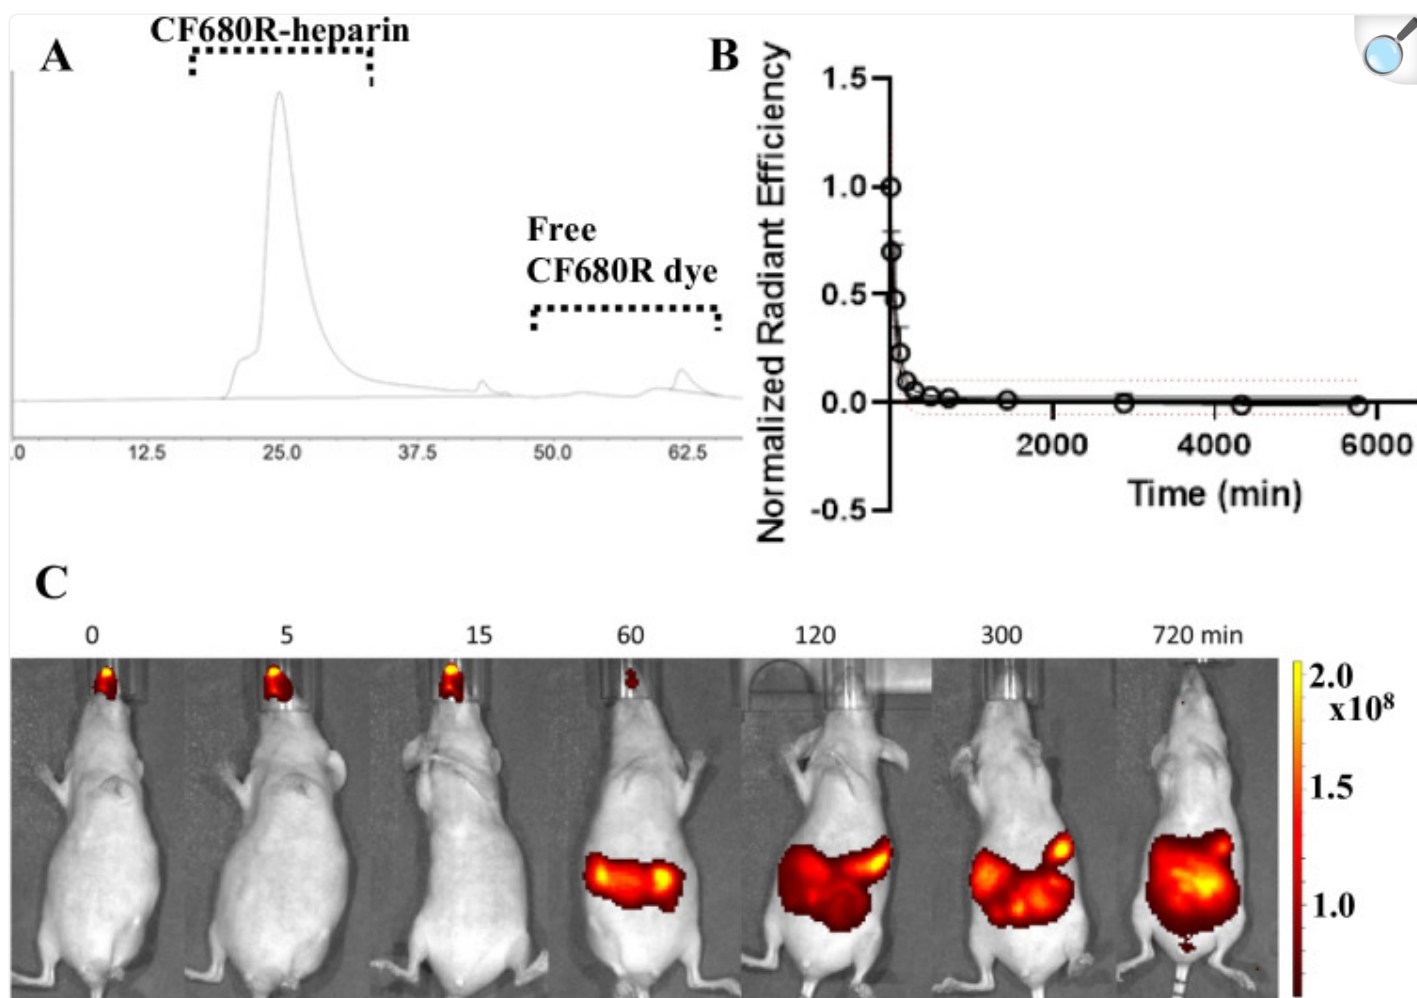 A
CF680R-heparin
Free
CF680R dye
.0 12.5 25.0 37.5 50.0 62.5
B
Normalized Radiant Efficiency
1.5
1.0
0.5
0.0
-0.5
2000 4000 6000
Time (min)
C
0 5 15 60 120 300 720 min
2.0
x10⁸
1.5
1.0